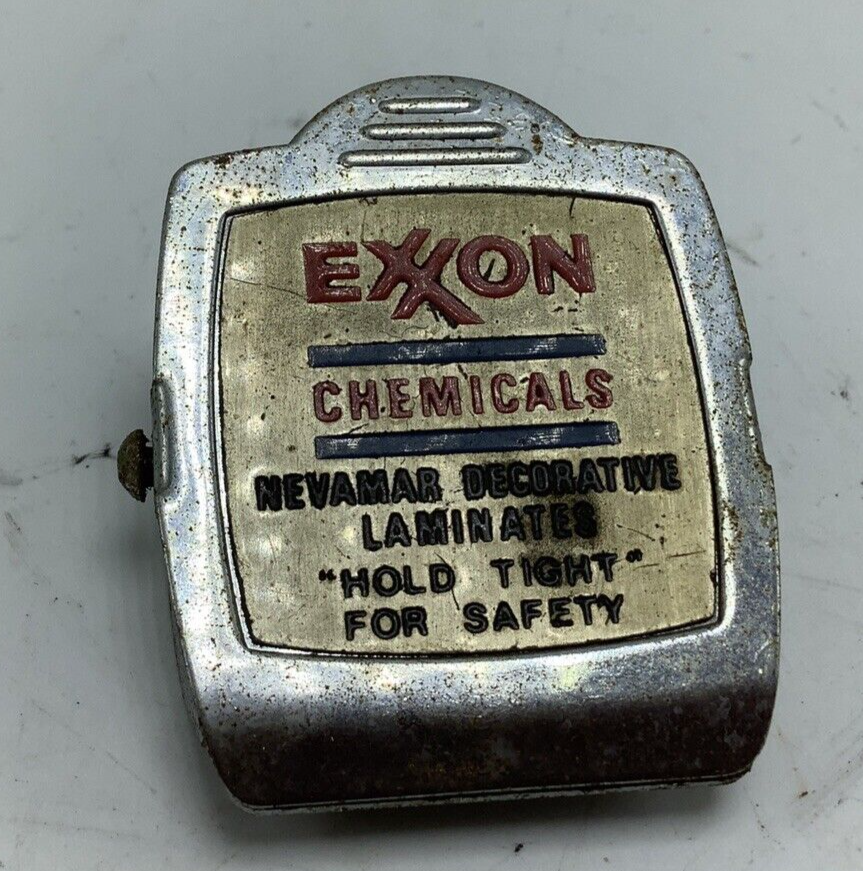 EXXON
CHEMICALS
NEVAMAR DECORATIVE
LAMINATES
"HOLD TIGHT"
FOR SAFETY